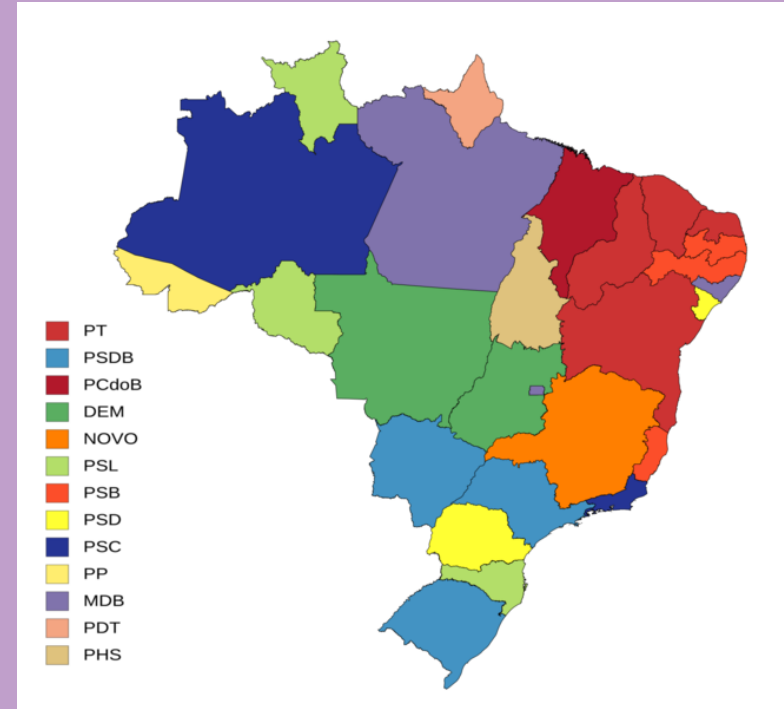 PT
PSDB
PCdoB
DEM
NOVO
PSL
PSB
PSD
PSC
PP
MDB
PDT
PHS